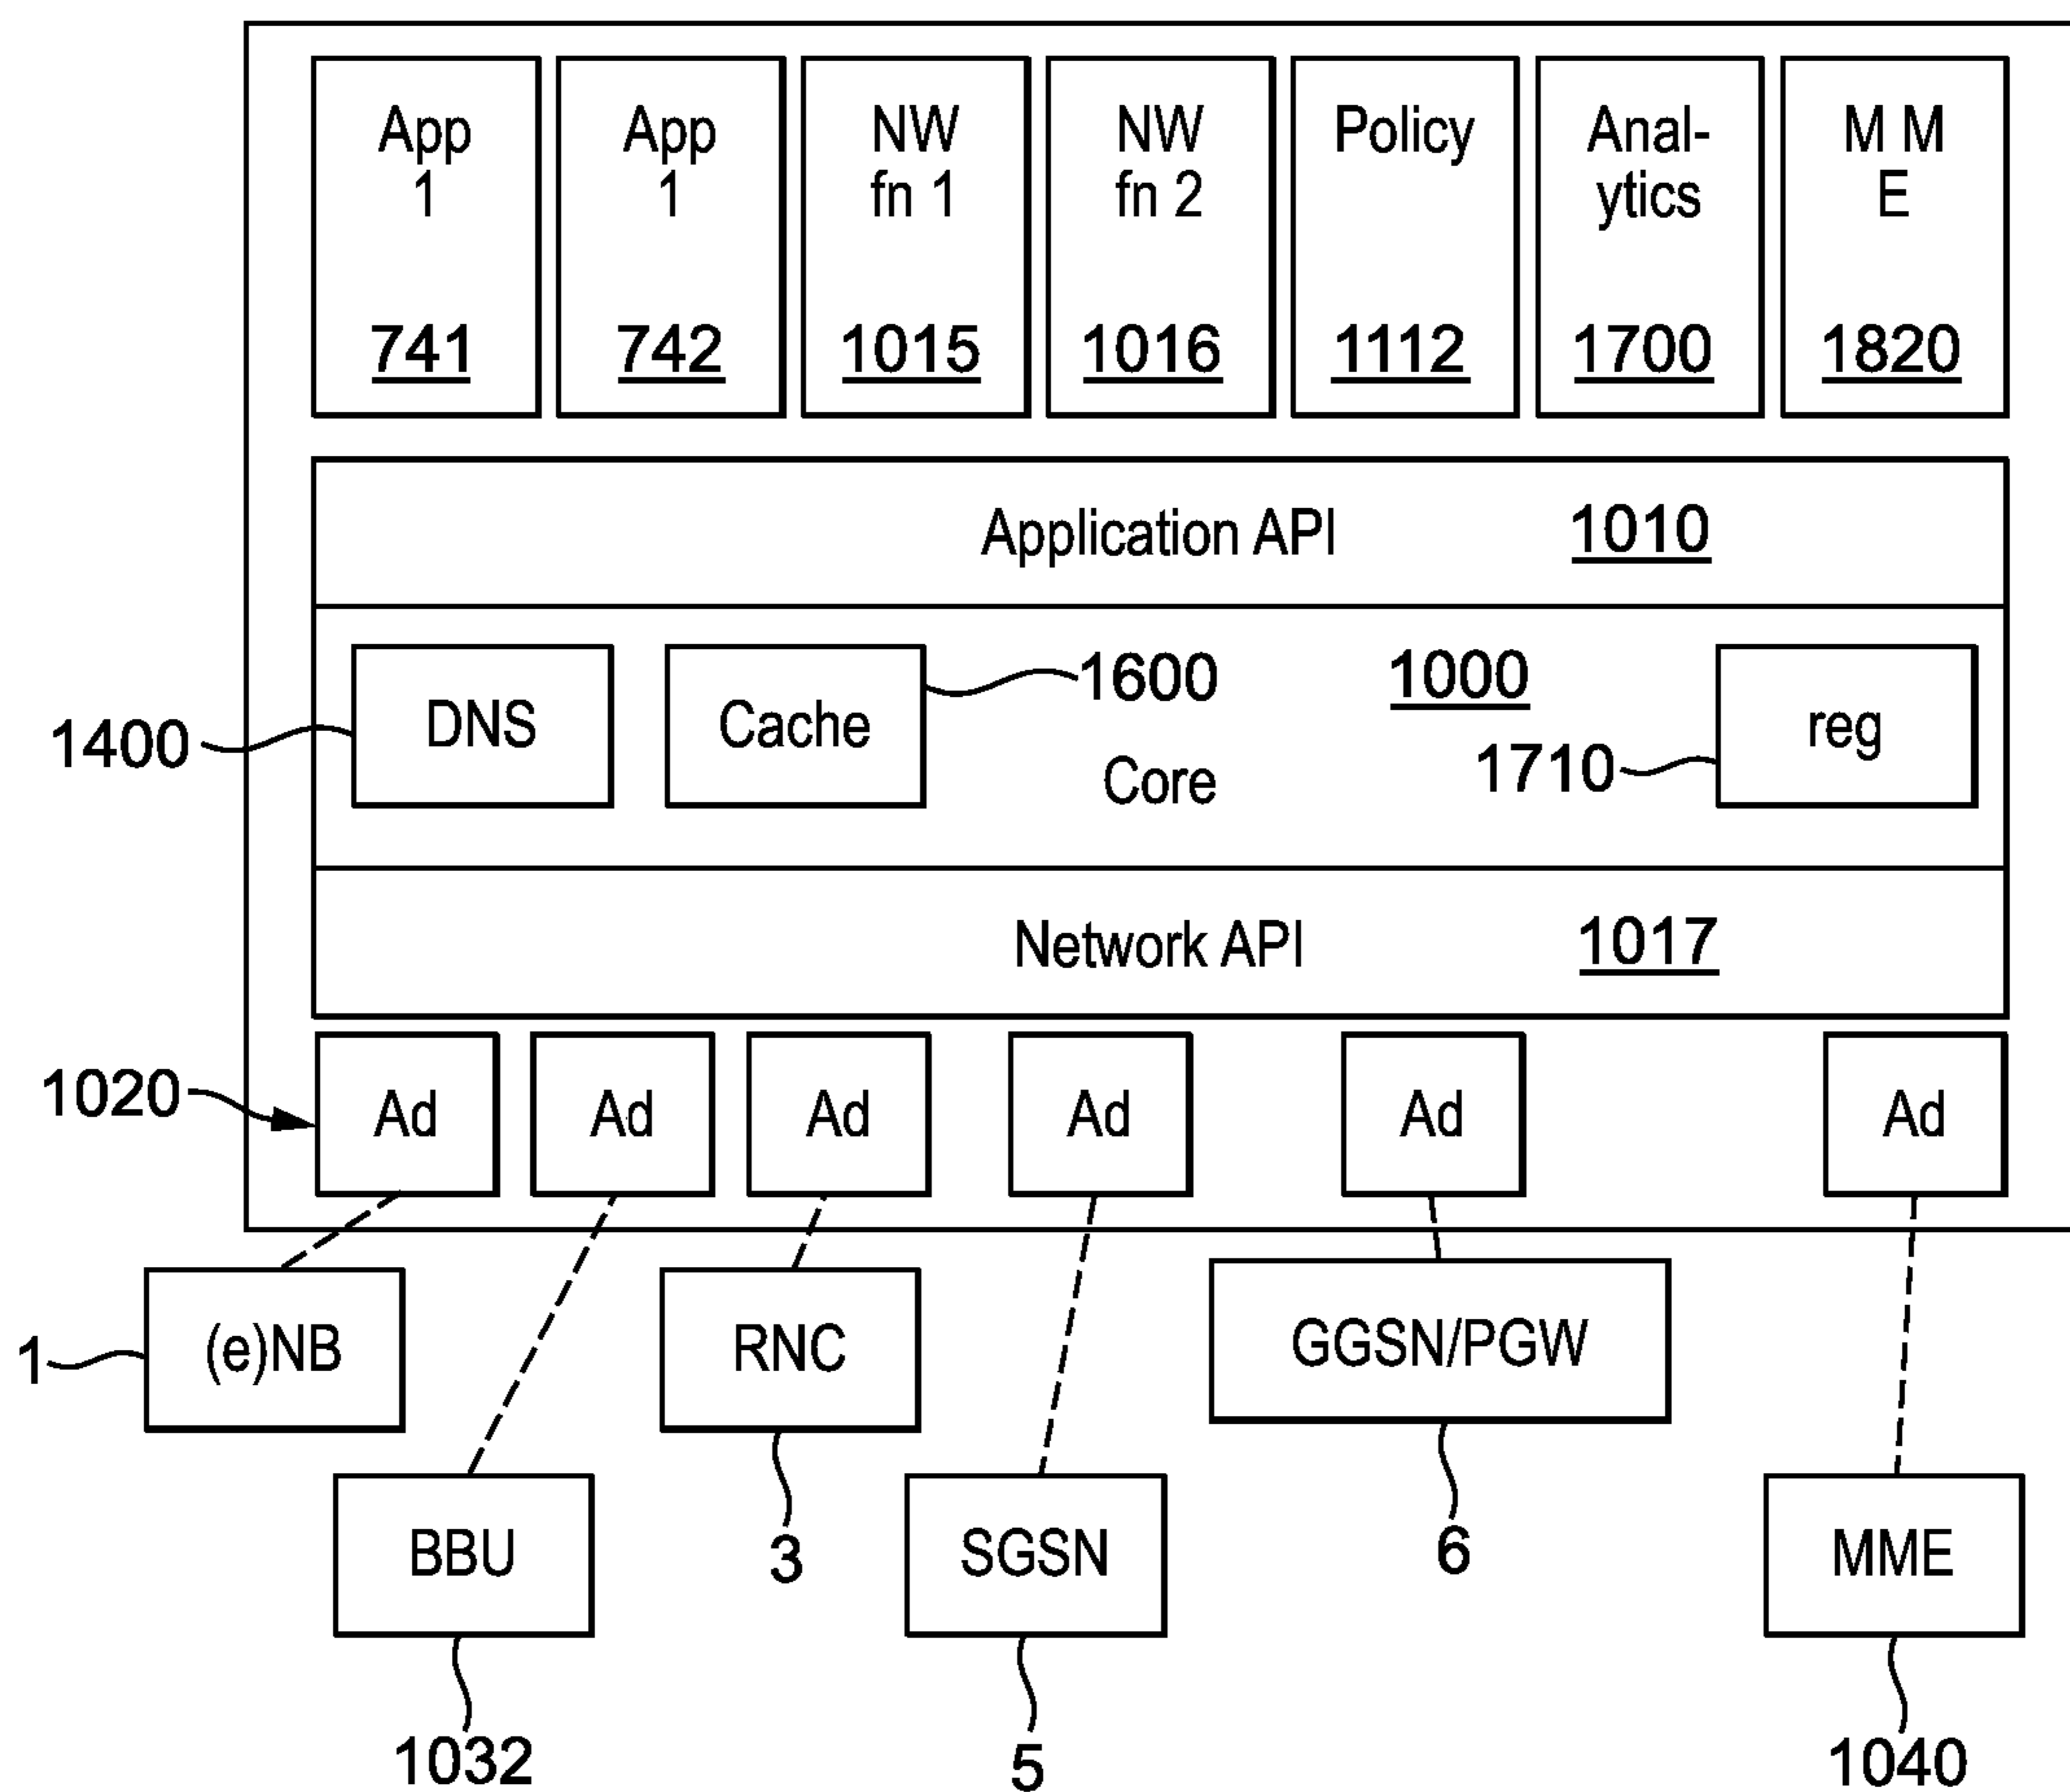 App
1
741
App
1
742
NW
fn 1
1015
NW
fn 2
1016
Policy
1112
Anal-
ytics
1700
M M
E
1820
Application API 1010
1400
DNS
Cache
1600
1000
Core
1710
reg
Network API 1017
1020
Ad
Ad
Ad
Ad
Ad
Ad
1
(e)NB
RNC
3
GGSN/PGW
6
BBU
1032
SGSN
5
MME
1040